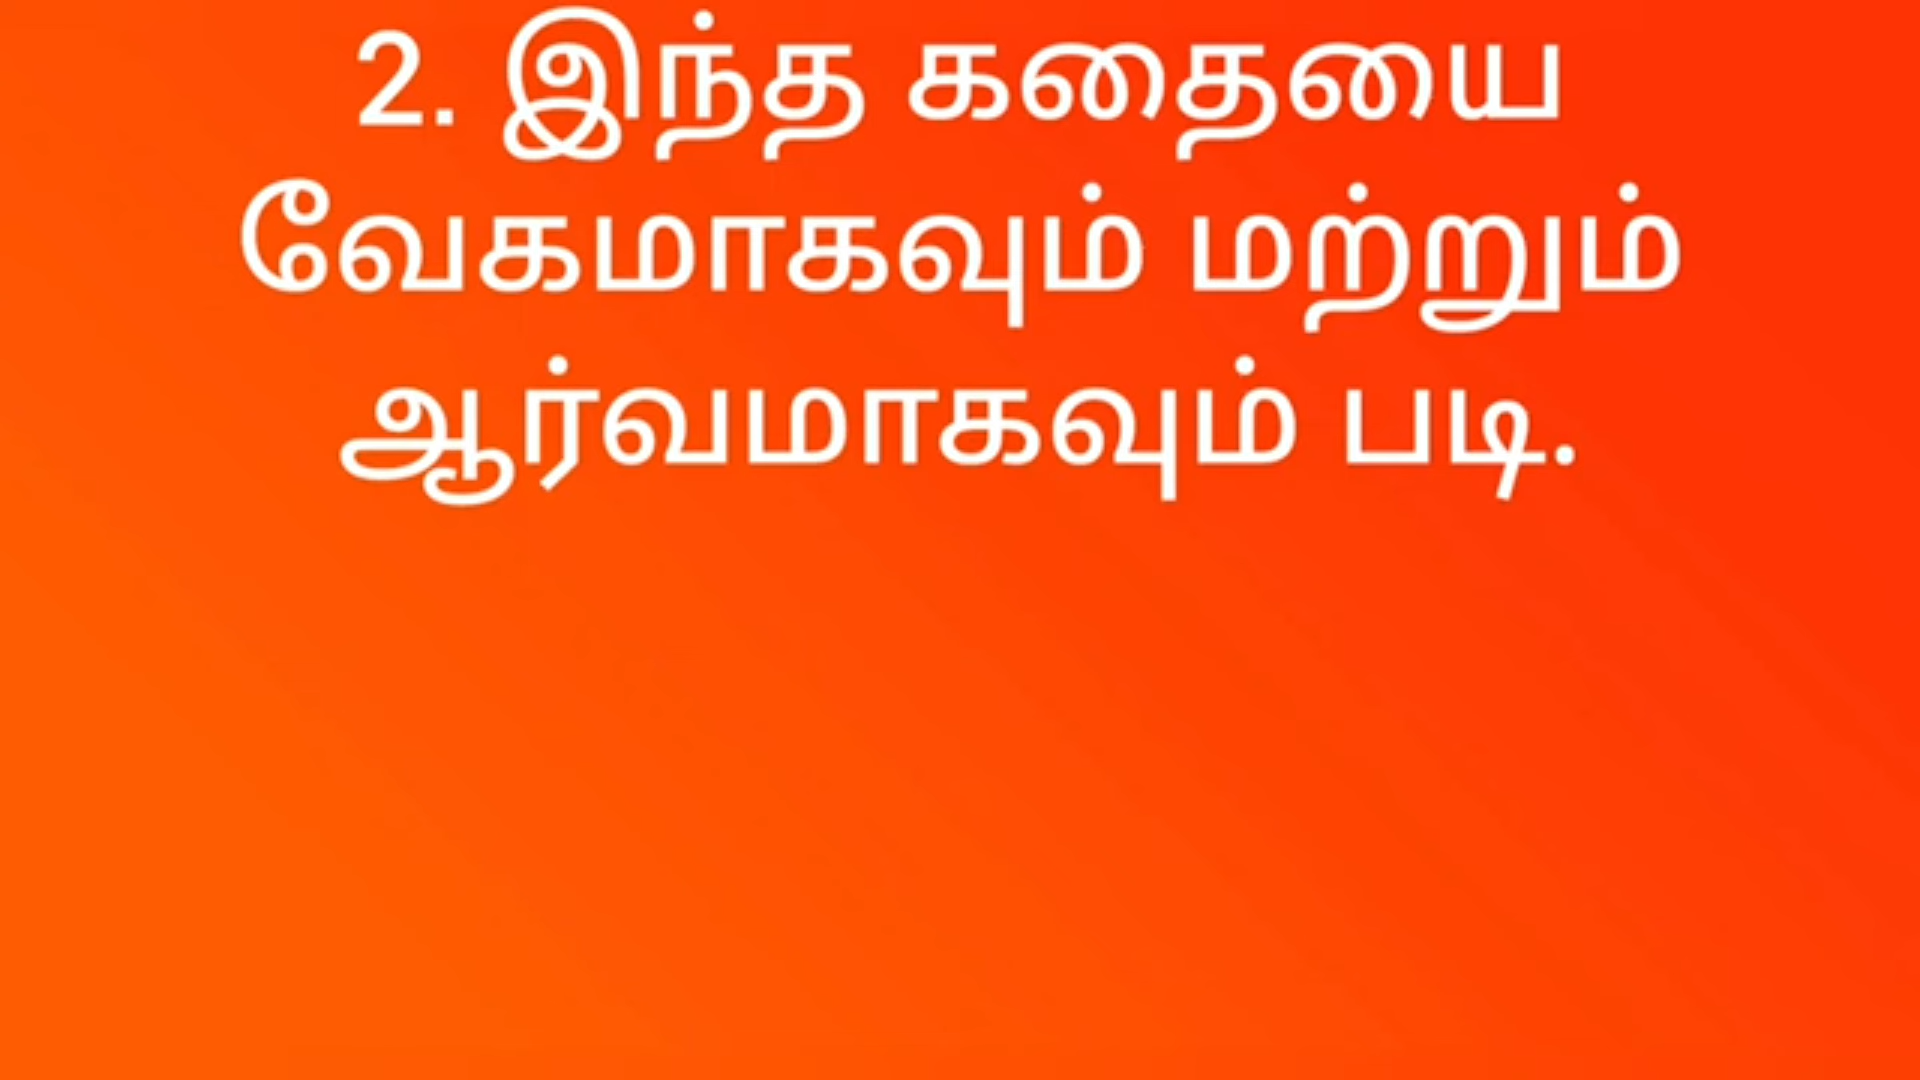 2. இந்த கதையை
வேகமாகவும் மற்றும்
ஆர்வமாகவும் படி.